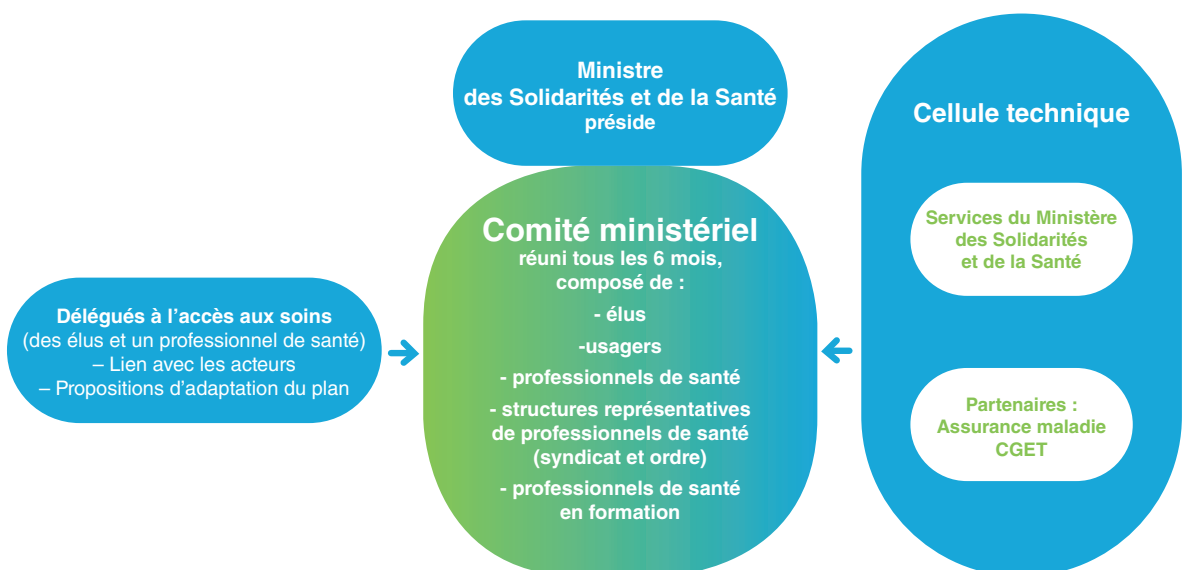 Ministre
des Solidarités et de la Santé
préside
Comité ministériel
réuni tous les 6 mois,
composé de :
- élus
-usagers
- professionnels de santé
- structures représentatives
de professionnels de santé
(syndicat et ordre)
- professionnels de santé
en formation
Délégués à l’accès aux soins
(des élus et un professionnel de santé)
– Lien avec les acteurs
– Propositions d’adaptation du plan
Cellule technique
Services du Ministère
des Solidarités
et de la Santé
Partenaires :
Assurance maladie
CGET